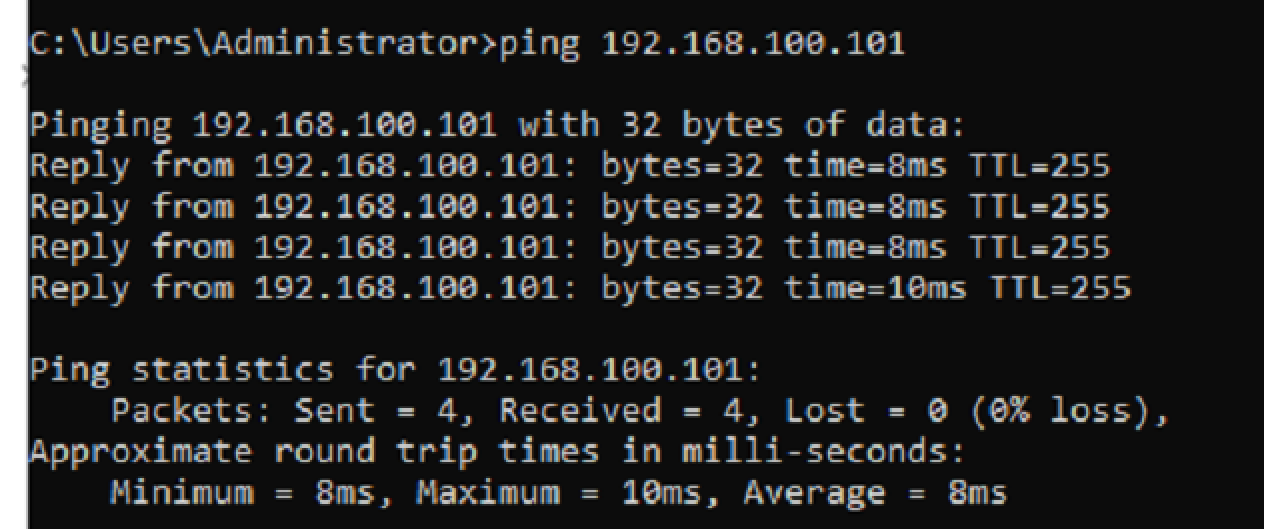 C:\Users\Administrator>ping 192.168.100.101
Pinging 192.168.100.101 with 32 bytes of data:
Reply from 192.168.100.101: bytes=32 time=8ms TTL=255
Reply from 192.168.100.101: bytes=32 time=8ms TTL=255
Reply from 192.168.100.101: bytes=32 time=8ms TTL=255
Reply from 192.168.100.101: bytes=32 time=10ms TTL=255
Ping statistics for 192.168.100.101:
    Packets: Sent = 4, Received = 4, Lost = 0 (0% loss),
Approximate round trip times in milli-seconds:
    Minimum = 8ms, Maximum = 10ms, Average = 8ms